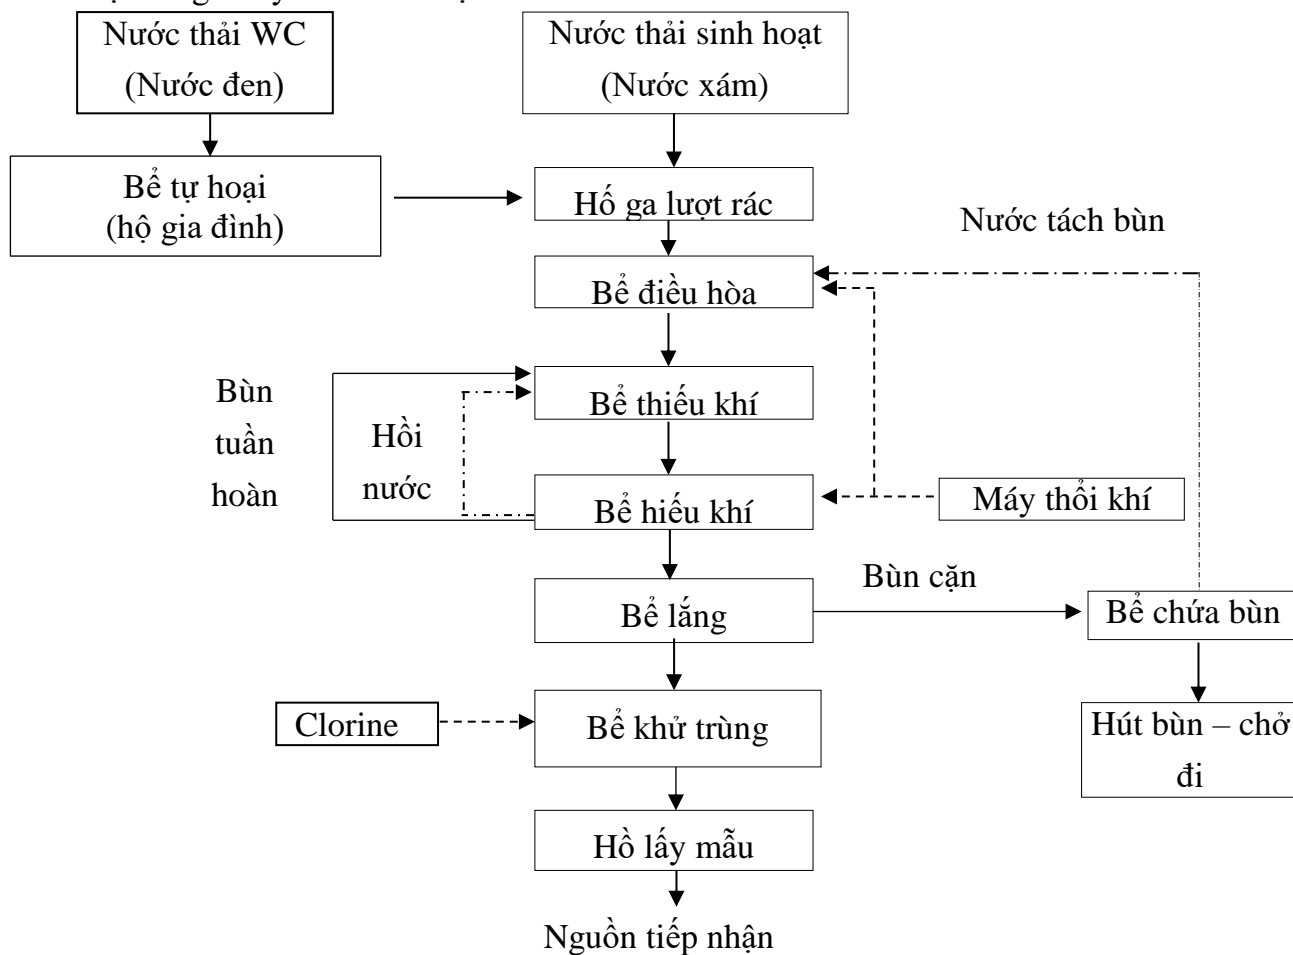 Nước thải WC
(Nước đen)
Nước thải sinh hoạt
(Nước xám)
Bể tự hoại
(hộ gia đình)
Hố ga lượt rác
Nước tách bùn
Bể điều hòa
Bùn
tuần
hoàn
Hồi
nước
Bể thiếu khí
Bể hiếu khí
Máy thổi khí
Bể lắng
Bùn cặn
Bể chứa bùn
Clorine
Bể khử trùng
Hút bùn – chở
đi
Hồ lấy mẫu
Nguồn tiếp nhận